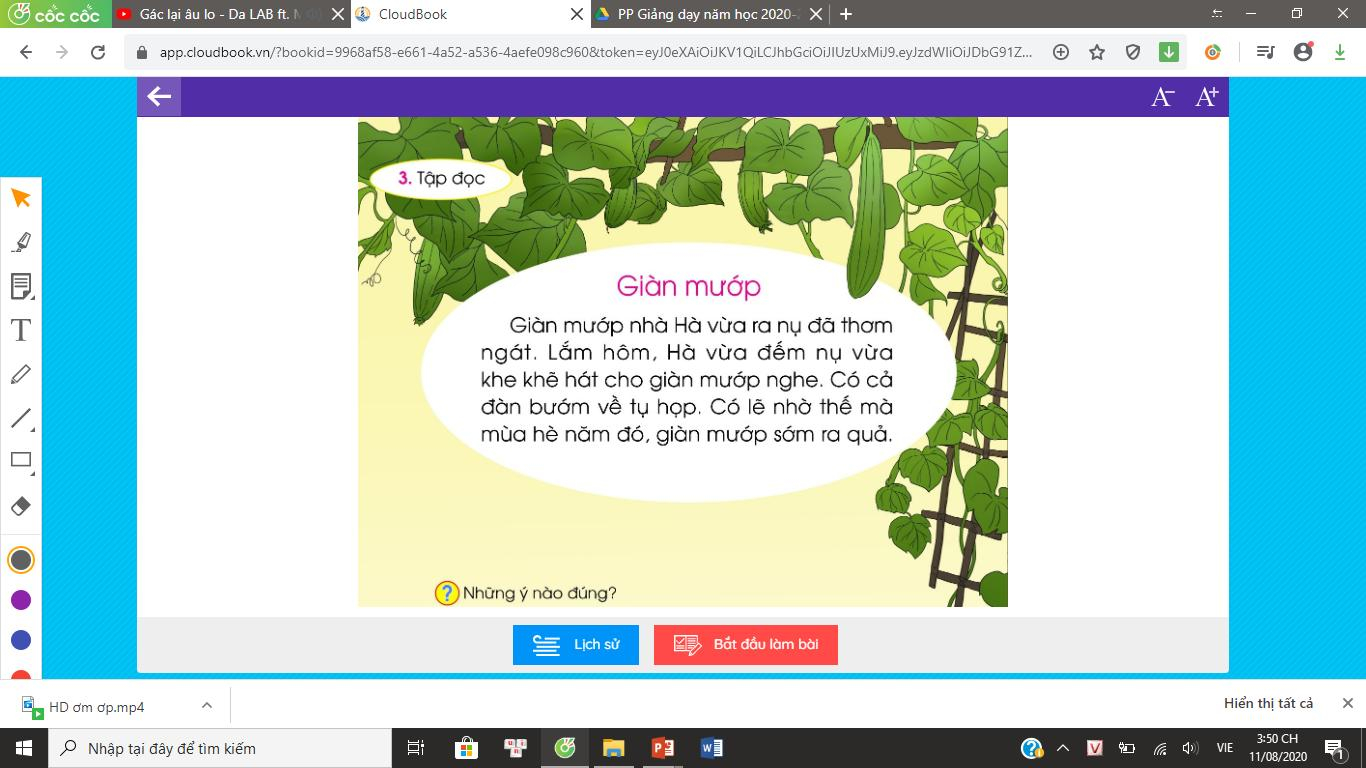 cốc cốc
Gác lại âu lo - Da LAB ft. M
CloudBook
PP Giảng dạy năm học 2020-
app.cloudbook.vn/?bookid=9968af58-e661-4a52-a536-4aefe098c960&token=eyJ0eXAiOiJKV1QiLCJhbGciOiJIUzUxMiJ9.eyJzdWIiOiJDbG91Z...
A- A+
3. Tập đọc
Giàn mướp
Giàn mướp nhà Hà vừa ra nụ đã thơm
ngát. Lắm hôm, Hà vừa đếm nụ vừa
khe khẽ hát cho giàn mướp nghe. Có cả
đàn bướm về tụ họp. Có lẽ nhờ thế mà
mùa hè năm đó, giàn mướp sớm ra quả.
? Những ý nào đúng?
T
Lịch sử
Bắt đầu làm bài
HD ơm ơp.mp4
Hiển thị tất cả
Nhập tại đây để tìm kiếm
VIE
3:50 CH
11/08/2020
1